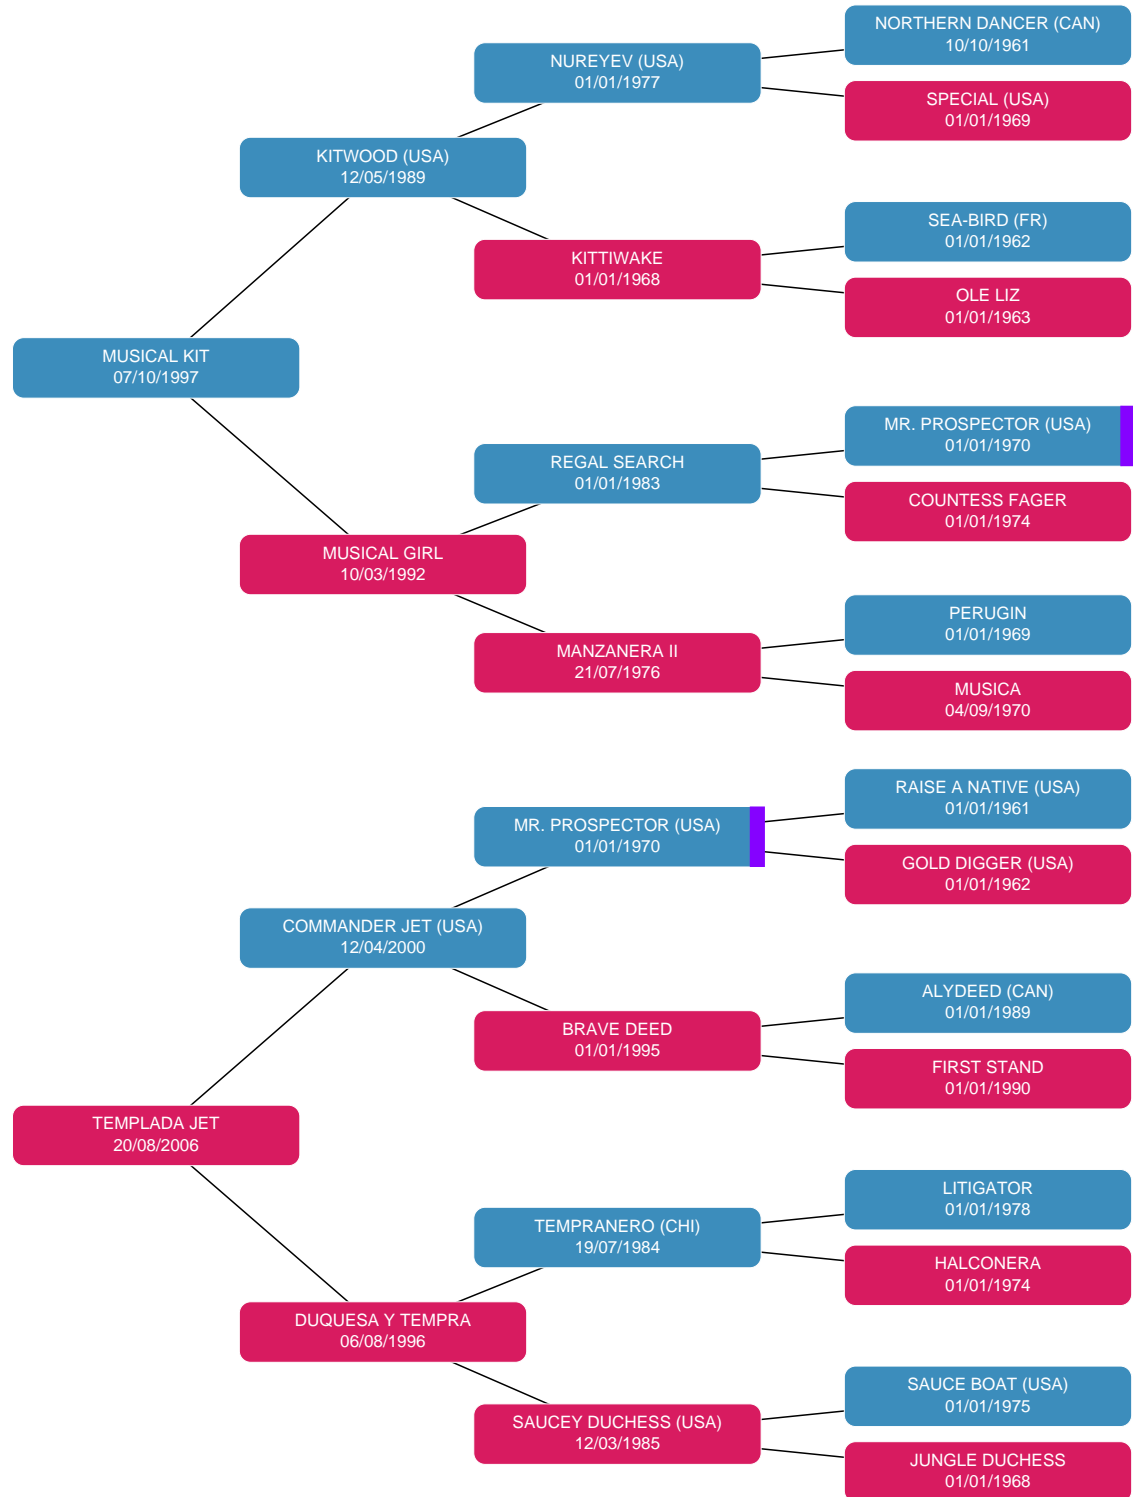 NORTHERN DANCER (CAN)
10/10/1961
NUREYEV (USA)
01/01/1977
SPECIAL (USA)
01/01/1969
KITWOOD (USA)
12/05/1989
SEA-BIRD (FR)
01/01/1962
KITTIWAKE
01/01/1968
OLE LIZ
01/01/1963
MUSICAL KIT
07/10/1997
MR. PROSPECTOR (USA)
01/01/1970
REGAL SEARCH
01/01/1983
COUNTESS FAGER
01/01/1974
MUSICAL GIRL
10/03/1992
PERUGIN
01/01/1969
MANZANERA II
21/07/1976
MUSICA
04/09/1970
RAISE A NATIVE (USA)
01/01/1961
MR. PROSPECTOR (USA)
01/01/1970
GOLD DIGGER (USA)
01/01/1962
COMMANDER JET (USA)
12/04/2000
ALYDEED (CAN)
01/01/1989
BRAVE DEED
01/01/1995
FIRST STAND
01/01/1990
TEMPLADA JET
20/08/2006
LITIGATOR
01/01/1978
TEMPRANERO (CHI)
19/07/1984
HALCONERA
01/01/1974
DUQUESA Y TEMPRA
06/08/1996
SAUCE BOAT (USA)
01/01/1975
SAUCEY DUCHESS (USA)
12/03/1985
JUNGLE DUCHESS
01/01/1968